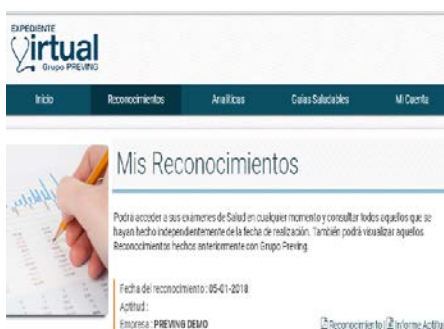 EXPEDIENTE
Virtual
Grupo PREVING
Inicio Reconocimientos Analíticas Guías Saludables Mi Cuenta
Mis Reconocimientos
Podrá acceder a sus exámenes de Salud en cualquier momento y consultar todos aquellos que se
hayan hecho independientemente de la fecha de realización. También podrá visualizar aquellos
Reconocimientos hechos anteriormente con Grupo Preving.
Fecha del reconocimiento : 05-01-2018
Aptitud :
Empresa : PREVING DEMO Reconocimiento | Informe Aptitu